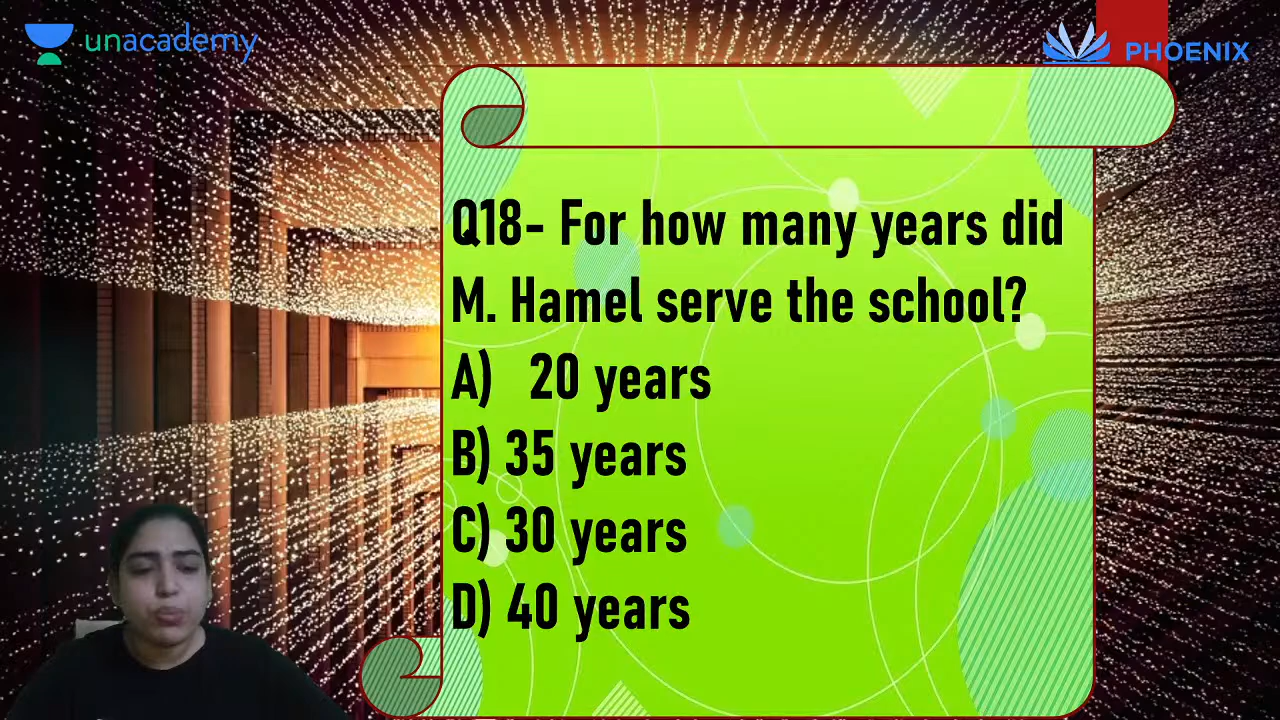 unacademy
PHOENIX
Q18- For how many years did
M. Hamel serve the school?
A) 20 years
B) 35 years
C) 30 years
D) 40 years